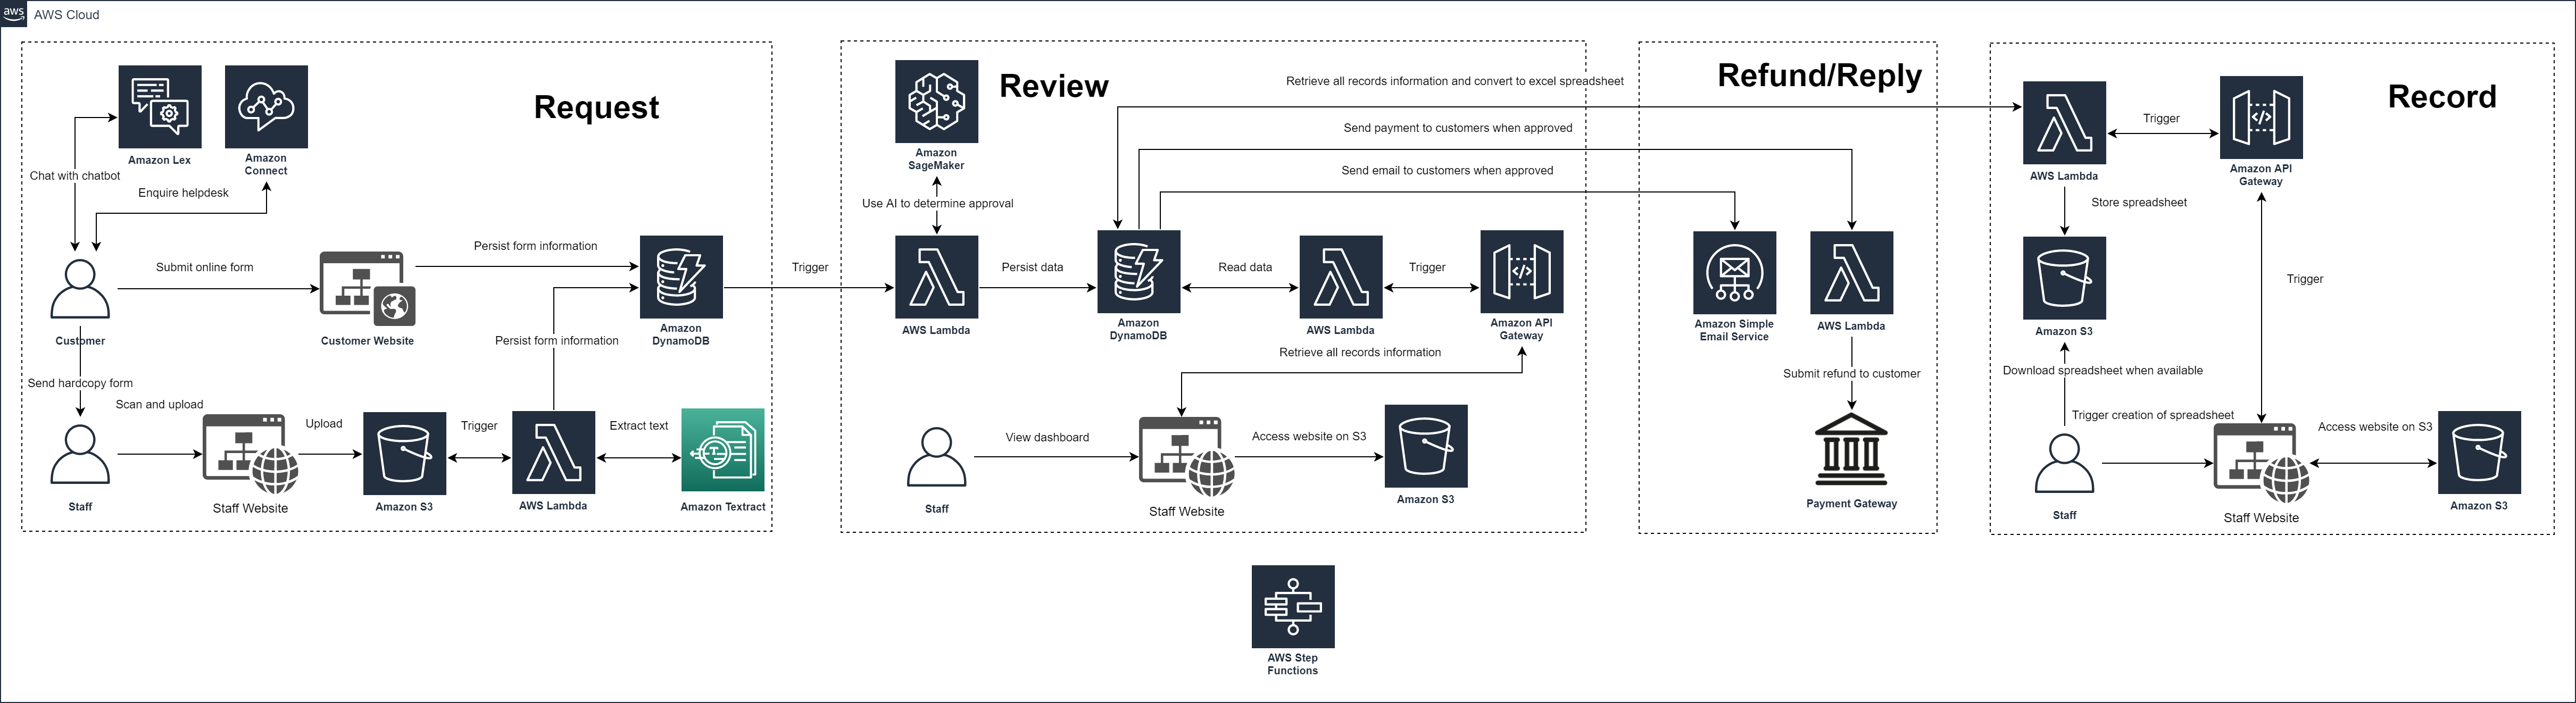 aws
AWS Cloud
Request
Amazon Lex
Amazon
Connect
Chat with chatbot
Enquire helpdesk
Customer
Submit online form
Customer Website
Persist form information
Amazon
DynamoDB
Persist form information
Send hardcopy form
Scan and upload
Staff
Staff Website
Upload
Amazon S3
Trigger
AWS Lambda
Extract text
Amazon Textract
Trigger
Review
Amazon
SageMaker
Use AI to determine approval
AWS Lambda
Persist data
Amazon
DynamoDB
Read data
AWS Lambda
Trigger
Amazon API
Gateway
Retrieve all records information
Staff
View dashboard
Staff Website
Access website on S3
Amazon S3
Retrieve all records information and convert to excel spreadsheet
Send payment to customers when approved
Send email to customers when approved
Refund/Reply
Amazon Simple
Email Service
AWS Lambda
Submit refund to customer
Payment Gateway
Record
AWS Lambda
Trigger
Amazon API
Gateway
Store spreadsheet
Amazon S3
Trigger
Download spreadsheet when available
Trigger creation of spreadsheet
Staff
Staff Website
Access website on S3
Amazon S3
AWS Step
Functions